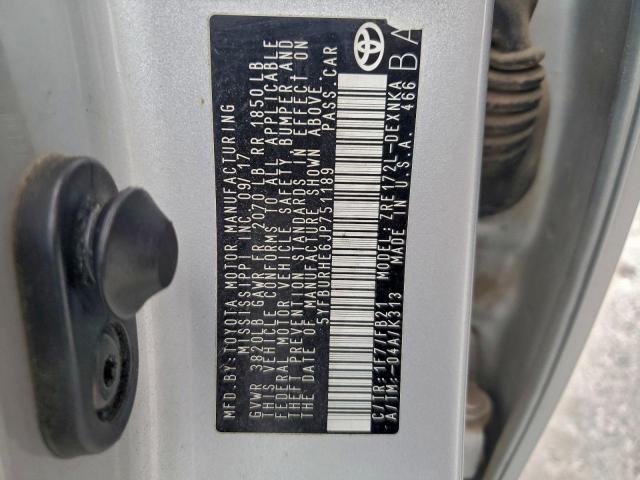 MFD. BY: TOYOTA MOTOR MANUFACTURING
MISSISSIPPI INC 09/17
GVWR 3820LB GAWR FR 2070 LB RR 1850LB
THIS VEHICLE CONFORMS TO ALL APPLICABLE
FEDERAL MOTOR VEHICLE SAFETY BUMPER, AND
THEFT PREVENTION STANDARDS IN EFFECT ON
THE DATE OF MANUFACTURE SHOWN ABOVE.
5YFBURHE6JP751189 PASS. CAR
C/TR: 1F7/FB21 MODEL: ZRE172L-DEXNKA
A/TM: -04A/K313 MADE IN U.S.A. 466
BA